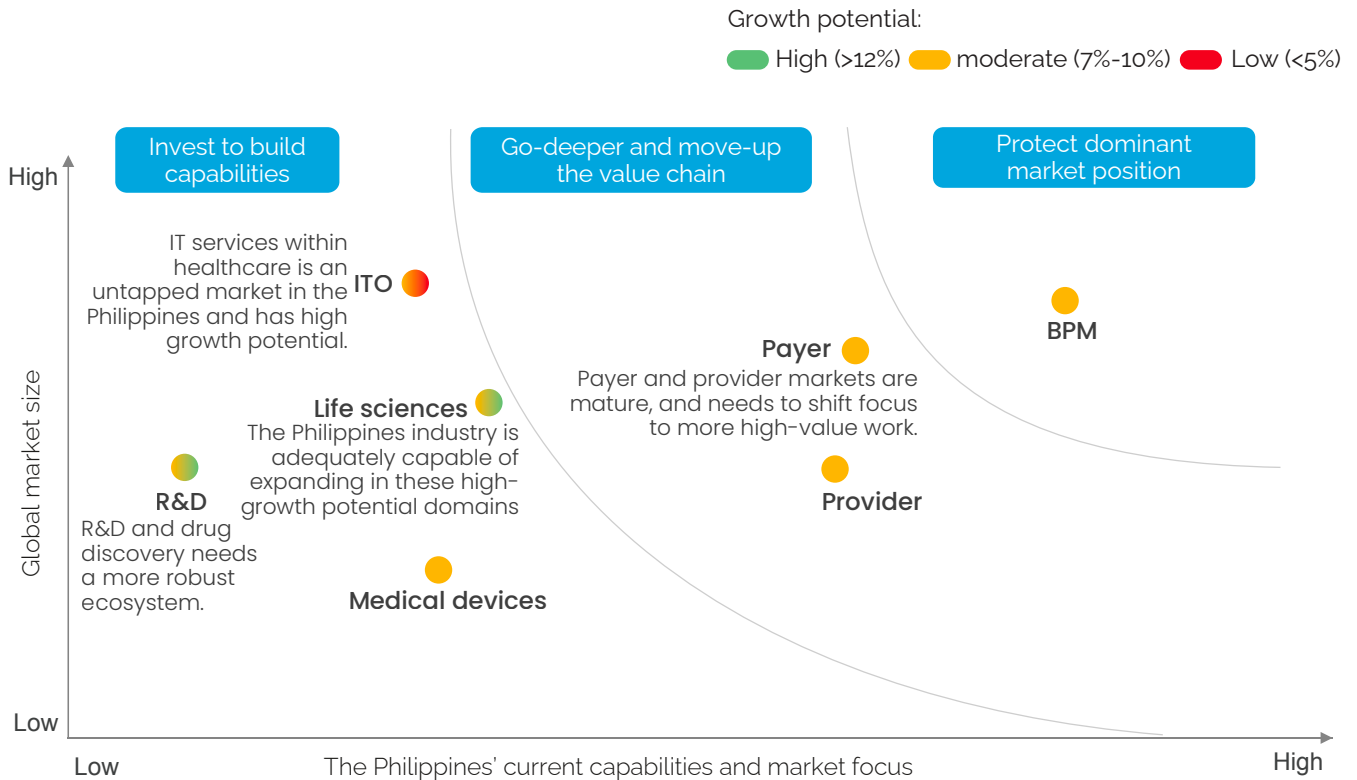 Growth potential:
High (>12%)
moderate (7%-10%)
Low (<5%)
Invest to build
capabilities
Go-deeper and move-up
the value chain
Protect dominant
market position
High
Global market size
Low
IT services within
healthcare is an
untapped market in the
Philippines and has high
growth potential.
ITO
Life sciences
The Philippines industry is
adequately capable of
expanding in these high-
growth potential domains
R&D
R&D and drug
discovery needs
a more robust
ecosystem.
Medical devices
Payer
Payer and provider markets are
mature, and needs to shift focus
to more high-value work.
Provider
BPM
Low
The Philippines' current capabilities and market focus
High